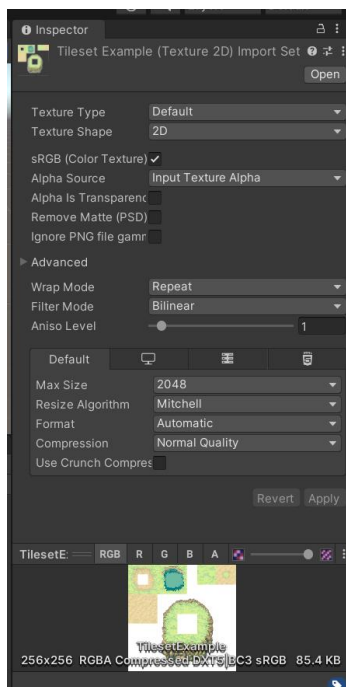 Inspector
Tileset Example (Texture 2D) Import Set
Open
Texture Type Default
Texture Shape 2D
sRGB (Color Texture)
Alpha Source Input Texture Alpha
Alpha Is Transparenc
Remove Matte (PSD)
Ignore PNG file gamr
Advanced
Wrap Mode Repeat
Filter Mode Bilinear
Aniso Level 1
Default
Max Size 2048
Resize Algorithm Mitchell
Format Automatic
Compression Normal Quality
Use Crunch Compres
Revert Apply
TilesetE: RGB R G B A
TilesetExample
256x256 RGBA Compressed DXT5|BC3 sRGB 85.4 KB